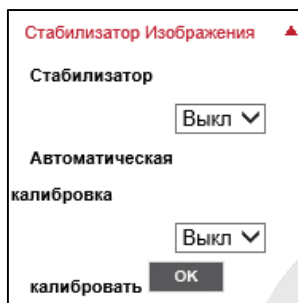 Стабилизатор Изображения
Стабилизатор
Выкл
Автоматическая
калибровка
Выкл
калибровать OK